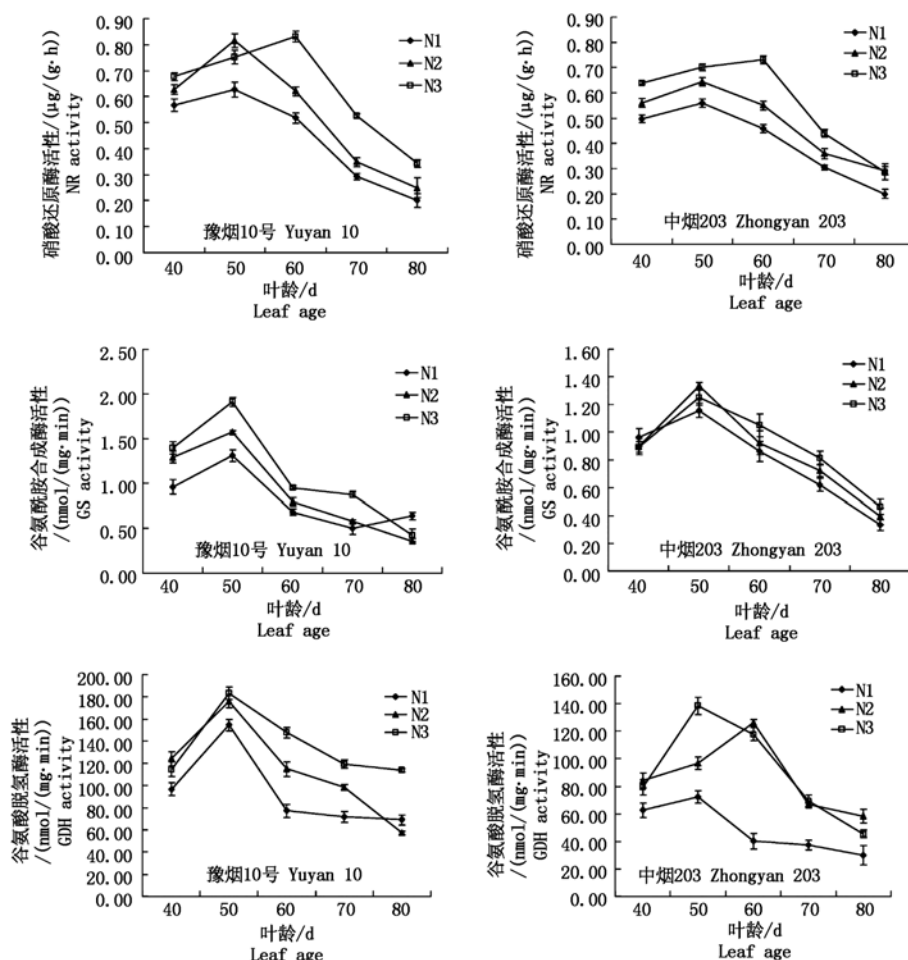 硝酸还原酶活性/(μg/(g·h))
NR activity
0.90
0.80
0.70
0.60
0.50
0.40
0.30
0.20
0.10
0.00
N1
N2
N3
豫烟10号 Yuyan 10
40 50 60 70 80
叶龄/d
Leaf age
硝酸还原酶活性/(μg/(g·h))
NR activity
0.90
0.80
0.70
0.60
0.50
0.40
0.30
0.20
0.10
0.00
N1
N2
N3
中烟203 Zhongyan 203
40 50 60 70 80
叶龄/d
Leaf age
谷氨酰胺合成酶活性
/(nmol/(mg·min))
GS activity
2.50
2.00
1.50
1.00
0.50
0.00
N1
N2
N3
豫烟10号 Yuyan 10
40 50 60 70 80
叶龄/d
Leaf age
谷氨酰胺合成酶活性
/(nmol/(mg·min))
GS activity
1.60
1.40
1.20
1.00
0.80
0.60
0.40
0.20
0.00
N1
N2
N3
中烟203 Zhongyan 203
40 50 60 70 80
叶龄/d
Leaf age
谷氨酸脱氢酶活性
/(nmol/(mg·min))
GDH activity
200.00
180.00
160.00
140.00
120.00
100.00
80.00
60.00
40.00
20.00
0.00
N1
N2
N3
豫烟10号 Yuyan 10
40 50 60 70 80
叶龄/d
Leaf age
谷氨酸脱氢酶活性
/(nmol/(mg·min))
GDH activity
160.00
140.00
120.00
100.00
80.00
60.00
40.00
20.00
0.00
N1
N2
N3
中烟203 Zhongyan 203
40 50 60 70 80
叶龄/d
Leaf age